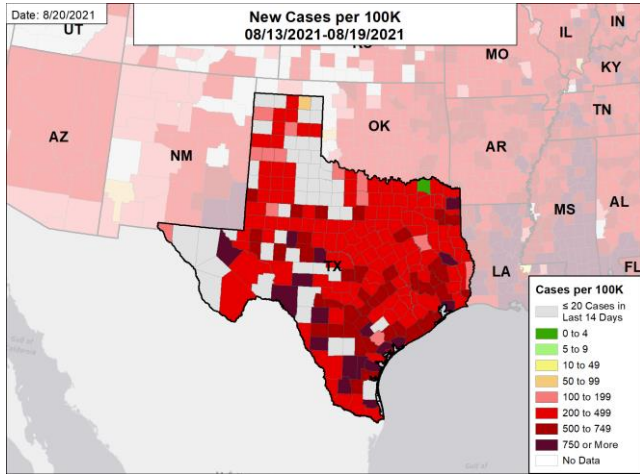 Date: 8/20/2021
New Cases per 100K
08/13/2021-08/19/2021
UT
MO
IL
IN
KY
AZ
NM
OK
AR
TN
MS
AL
TX
LA
FL
Cases per 100K
≤ 20 Cases in
Last 14 Days
0 to 4
5 to 9
10 to 49
50 to 99
100 to 199
200 to 499
500 to 749
750 or More
No Data
Gulf of